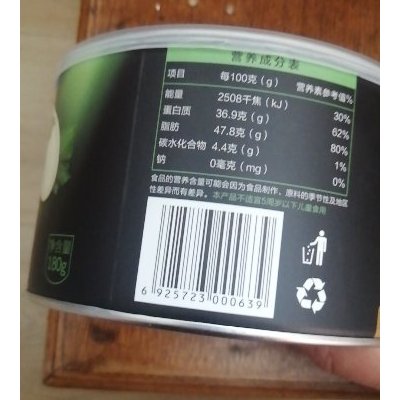 营养成分表
项目 每100克(g) 营养素参考值%
能量 2508千焦(kJ) 30%
蛋白质 36.9克(g) 62%
脂肪 47.8克(g) 80%
碳水化合物 4.4克(g) 1%
钠 0毫克(mg) 0%
食品的营养含量可能会因为食品制作、原料的季节性及地区
性差异而有差异。本产品不适宜5周岁以下儿童食用
净含量
180g
6 925723 000639